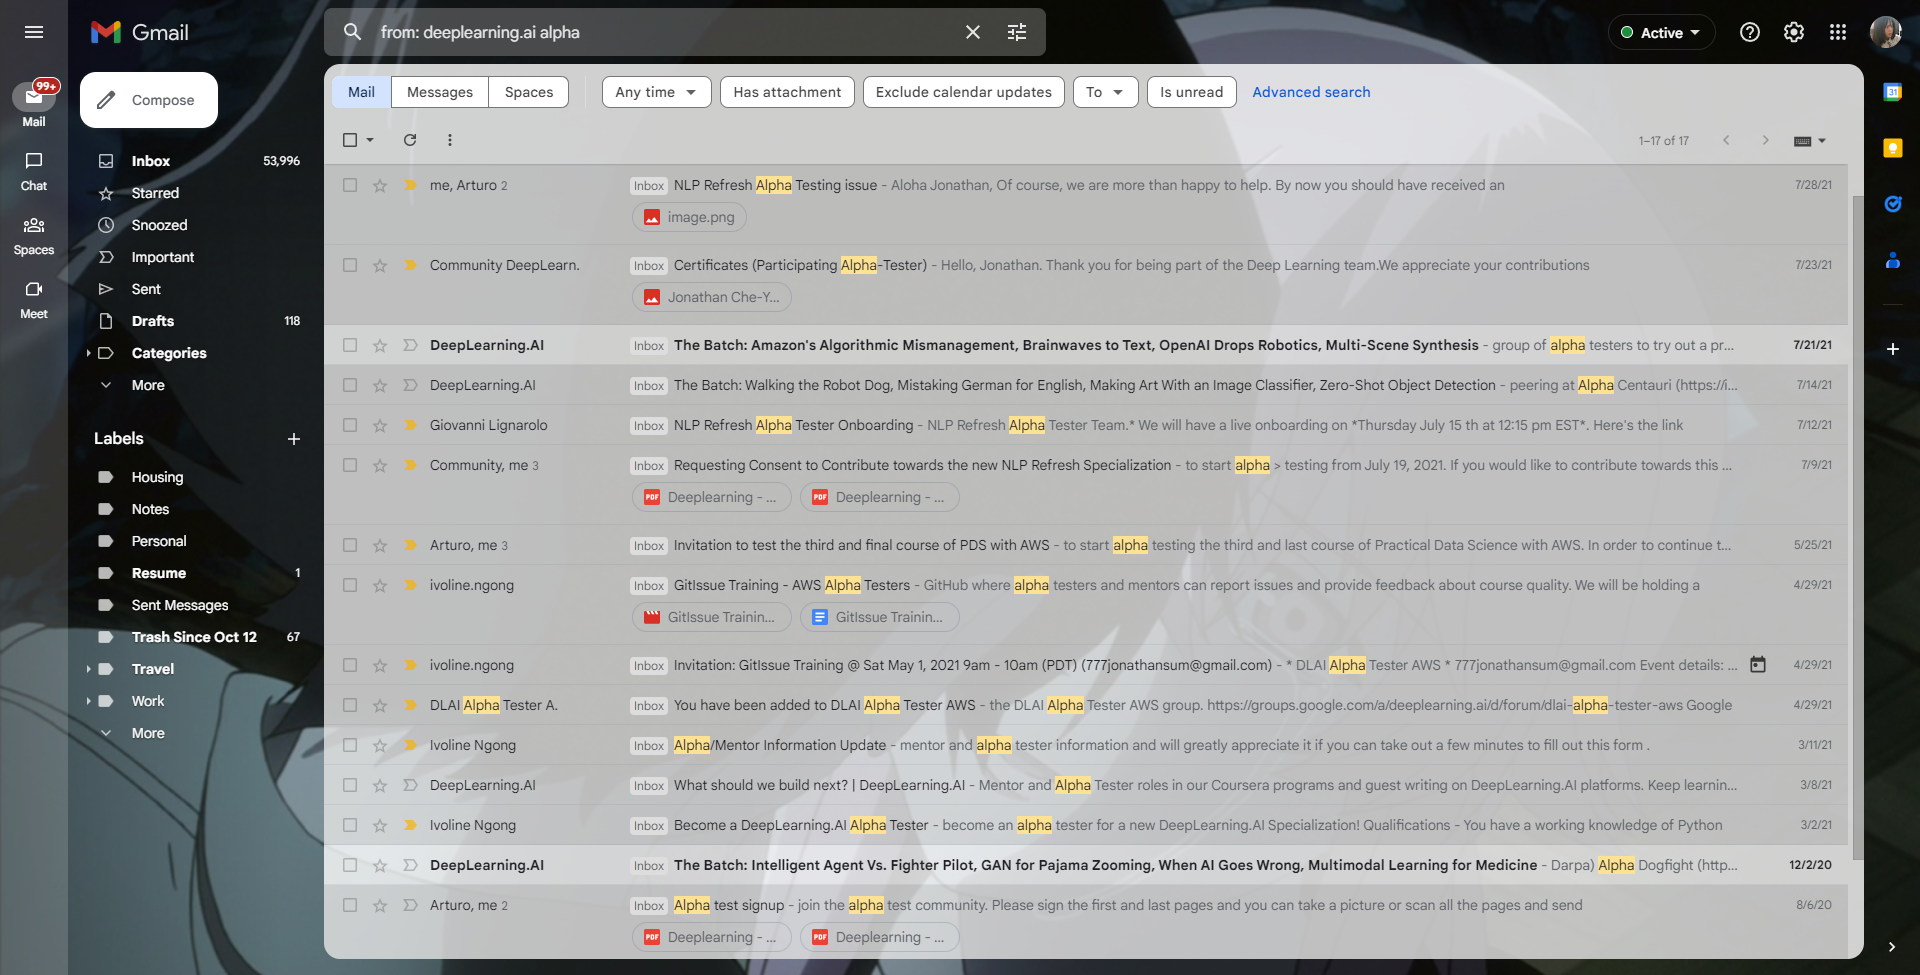 Gmail
from: deeplearning.ai alpha
Active
99+
Mail
Chat
Spaces
Meet
Compose
Inbox 53,996
Starred
Snoozed
Important
Sent
Drafts 118
Categories
More
Labels
Housing
Notes
Personal
Resume 1
Sent Messages
Trash Since Oct 12 67
Travel
Work
More
Mail Messages Spaces Any time Has attachment Exclude calendar updates To Is unread Advanced search
1–17 of 17
me, Arturo 2 Inbox NLP Refresh Alpha Testing issue - Aloha Jonathan, Of course, we are more than happy to help. By now you should have received an 7/28/21
image.png
Community DeepLearn. Inbox Certificates (Participating Alpha-Tester) - Hello, Jonathan. Thank you for being part of the Deep Learning team.We appreciate your contributions 7/23/21
Jonathan Che-Y...
DeepLearning.AI Inbox The Batch: Amazon's Algorithmic Mismanagement, Brainwaves to Text, OpenAI Drops Robotics, Multi-Scene Synthesis - group of alpha testers to try out a pr... 7/21/21
DeepLearning.AI Inbox The Batch: Walking the Robot Dog, Mistaking German for English, Making Art With an Image Classifier, Zero-Shot Object Detection - peering at Alpha Centauri (https://i... 7/14/21
Giovanni Lignarolo Inbox NLP Refresh Alpha Tester Onboarding - NLP Refresh Alpha Tester Team.* We will have a live onboarding on *Thursday July 15 th at 12:15 pm EST*. Here's the link 7/12/21
Community, me 3 Inbox Requesting Consent to Contribute towards the new NLP Refresh Specialization - to start alpha > testing from July 19, 2021. If you would like to contribute towards this ... 7/9/21
PDF Deeplearning - ... PDF Deeplearning - ...
Arturo, me 3 Inbox Invitation to test the third and final course of PDS with AWS - to start alpha testing the third and last course of Practical Data Science with AWS. In order to continue t... 5/25/21
ivoline.ngong Inbox GitIssue Training - AWS Alpha Testers - GitHub where alpha testers and mentors can report issues and provide feedback about course quality. We will be holding a 4/29/21
GitIssue Trainin... GitIssue Trainin...
ivoline.ngong Inbox Invitation: GitIssue Training @ Sat May 1, 2021 9am - 10am (PDT) (777jonathansum@gmail.com) - * DLAI Alpha Tester AWS * 777jonathansum@gmail.com Event details: ... 4/29/21
DLAI Alpha Tester A. Inbox You have been added to DLAI Alpha Tester AWS - the DLAI Alpha Tester AWS group. https://groups.google.com/a/deeplearning.ai/d/forum/dlai-alpha-tester-aws Google 4/29/21
Ivoline Ngong Inbox Alpha/Mentor Information Update - mentor and alpha tester information and will greatly appreciate it if you can take out a few minutes to fill out this form . 3/11/21
DeepLearning.AI Inbox What should we build next? | DeepLearning.AI - Mentor and Alpha Tester roles in our Coursera programs and guest writing on DeepLearning.AI platforms. Keep learnin... 3/8/21
Ivoline Ngong Inbox Become a DeepLearning.AI Alpha Tester - become an alpha tester for a new DeepLearning.AI Specialization! Qualifications - You have a working knowledge of Python 3/2/21
DeepLearning.AI Inbox The Batch: Intelligent Agent Vs. Fighter Pilot, GAN for Pajama Zooming, When AI Goes Wrong, Multimodal Learning for Medicine - Darpa) Alpha Dogfight (http... 12/2/20
Arturo, me 2 Inbox Alpha test signup - join the alpha test community. Please sign the first and last pages and you can take a picture or scan all the pages and send 8/6/20
PDF Deeplearning - ... PDF Deeplearning - ...
31